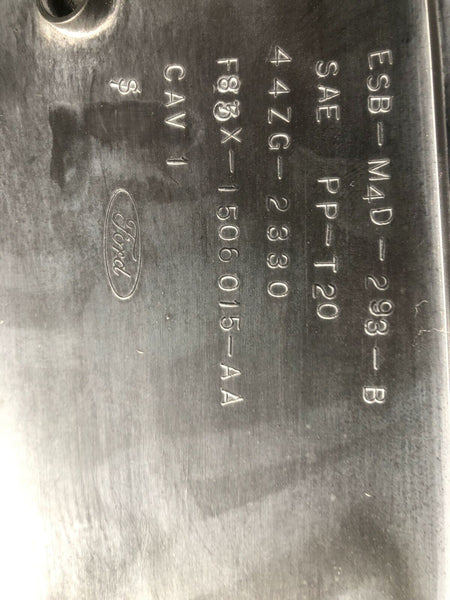 ESB-M4D-293-B
SAE PP-T20
44ZG-2330
F83X-1506015-AA
CAV 1
S
Ford